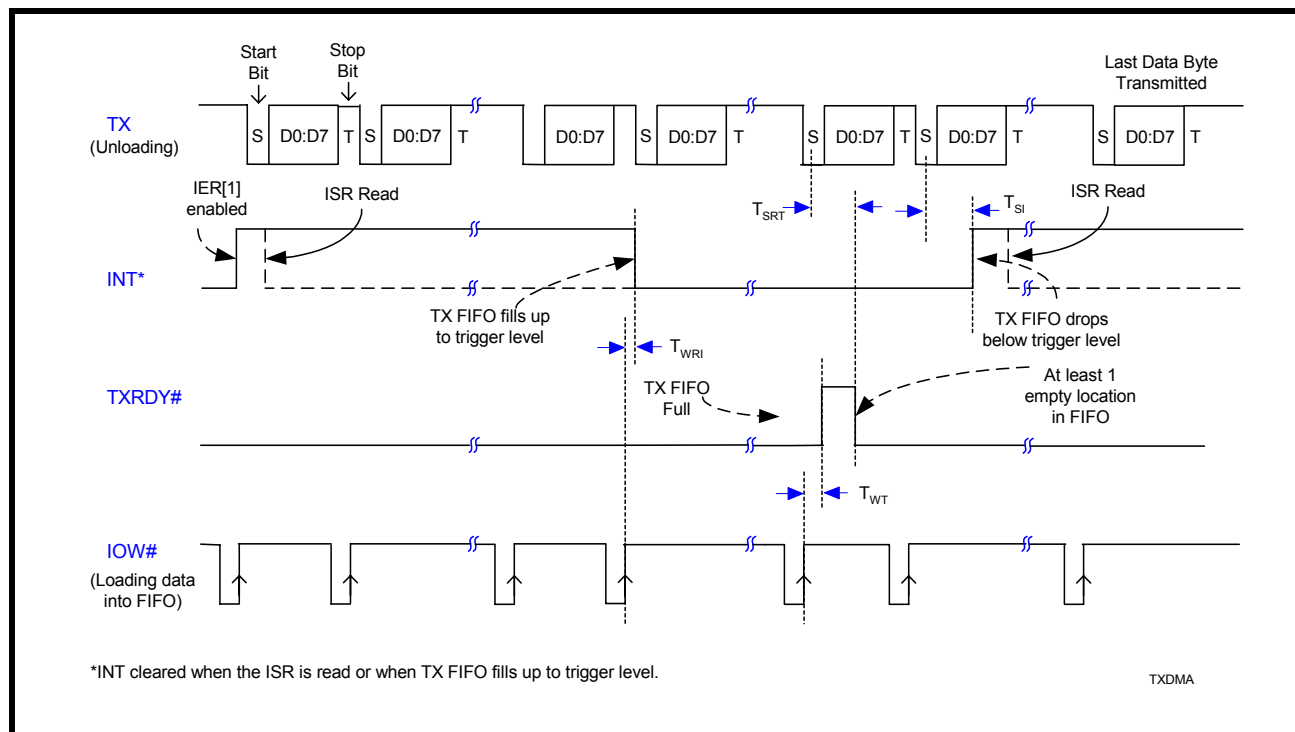 Start
Bit
Stop
Bit
Last Data Byte
Transmitted
TX
(Unloading)
S D0:D7 T S D0:D7 T D0:D7 S D0:D7 T S D0:D7 T S D0:D7 T S D0:D7 T
IER[1]
enabled
ISR Read
TSRT
TSI
ISR Read
INT*
TX FIFO fills up
to trigger level
TX FIFO drops
below trigger level
TWRI
TXRDY#
TX FIFO
Full
At least 1
empty location
in FIFO
TWT
IOW#
(Loading data
into FIFO)
*INT cleared when the ISR is read or when TX FIFO fills up to trigger level.
TXDMA